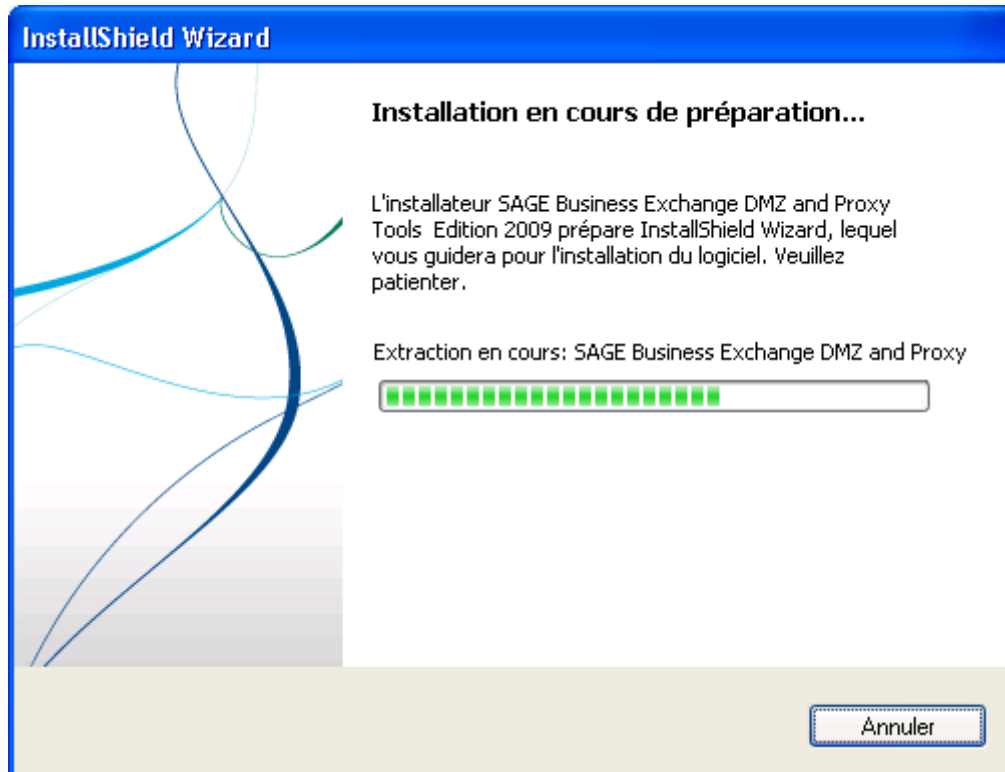 InstallShield Wizard
Installation en cours de préparation...
L'installateur SAGE Business Exchange DMZ and Proxy
Tools Edition 2009 prépare InstallShield Wizard, lequel
vous guidera pour l'installation du logiciel. Veuillez
patienter.
Extraction en cours: SAGE Business Exchange DMZ and Proxy
Annuler